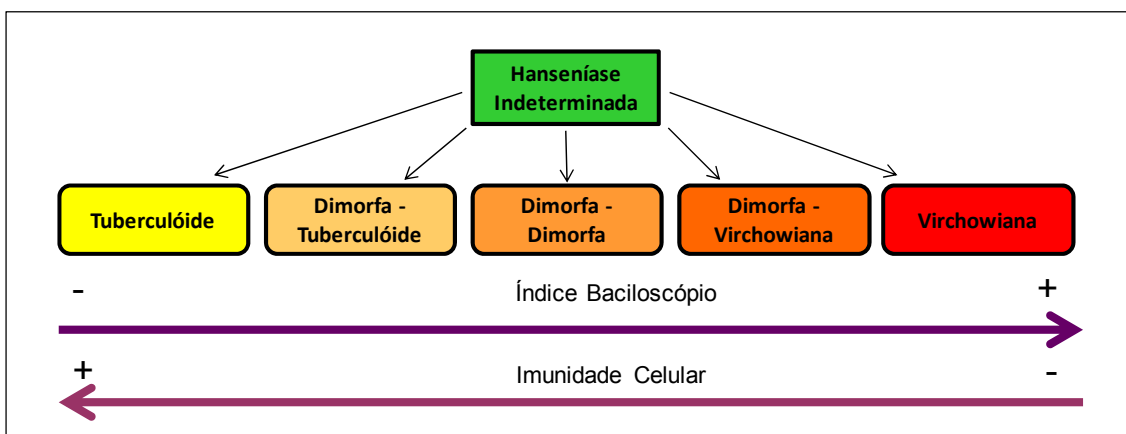 Hanseníase
Indeterminada
Tuberculóide
Dimorfa -
Tuberculóide
Dimorfa -
Dimorfa
Dimorfa -
Virchowiana
Virchowiana
- Índice Baciloscópio +
+ Imunidade Celular -